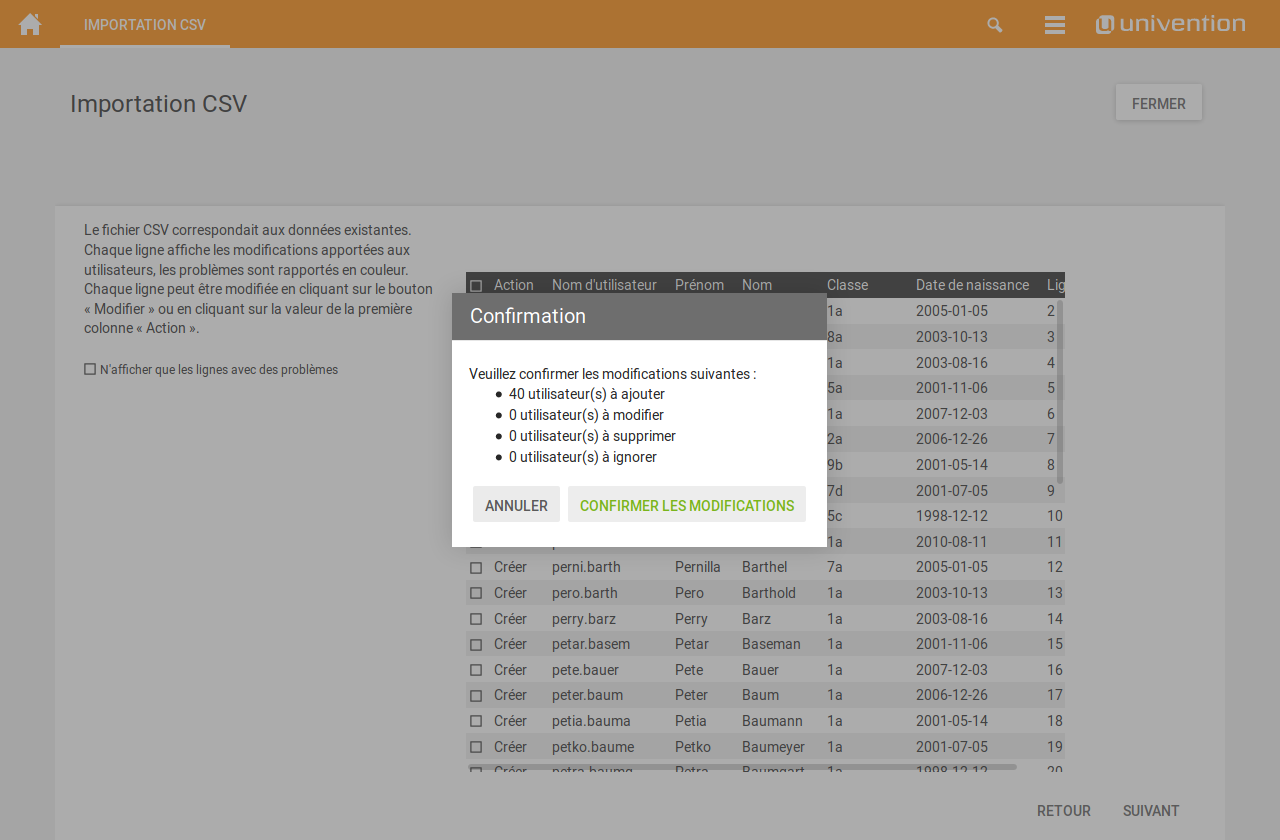 IMPORTATION CSV
univention
Importation CSV
FERMER
Le fichier CSV correspondait aux données existantes.
Chaque ligne affiche les modifications apportées aux
utilisateurs, les problèmes sont rapportés en couleur.
Chaque ligne peut être modifiée en cliquant sur le bouton
« Modifier » ou en cliquant sur la valeur de la première
colonne « Action ».
N'afficher que les lignes avec des problèmes
Action Nom d'utilisateur Prénom Nom Classe Date de naissance Lig
1a 2005-01-05 2
8a 2003-10-13 3
1a 2003-08-16 4
5a 2001-11-06 5
1a 2007-12-03 6
2a 2006-12-26 7
9b 2001-05-14 8
7d 2001-07-05 9
5c 1998-12-12 10
1a 2010-08-11 11
Confirmation
Veuillez confirmer les modifications suivantes :
• 40 utilisateur(s) à ajouter
• 0 utilisateur(s) à modifier
• 0 utilisateur(s) à supprimer
• 0 utilisateur(s) à ignorer
ANNULER
CONFIRMER LES MODIFICATIONS
Créer perni.barth Pernilla Barthel 7a 2005-01-05 12
Créer pero.barth Pero Barthold 1a 2003-10-13 13
Créer perry.barz Perry Barz 1a 2003-08-16 14
Créer petar.basem Petar Baseman 1a 2001-11-06 15
Créer pete.bauer Pete Bauer 1a 2007-12-03 16
Créer peter.baum Peter Baum 1a 2006-12-26 17
Créer petia.bauma Petia Baumann 1a 2001-05-14 18
Créer petko.baume Petko Baumeyer 1a 2001-07-05 19
Créer petra.baumg Petra Baumgart 1a 1998-12-12 20
RETOUR
SUIVANT